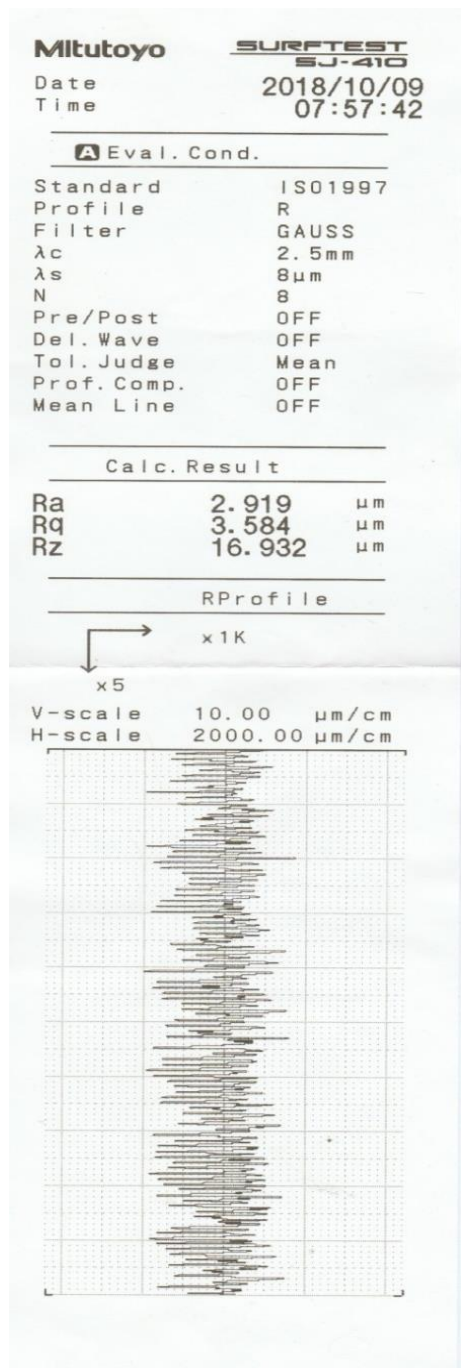 Mitutoyo SURFTEST
SJ-410
Date 2018/10/09
Time 07:57:42
A Eval.Cond.
Standard ISO1997
Profile R
Filter GAUSS
λc 2.5mm
λs 8μm
N 8
Pre/Post OFF
Del.Wave OFF
Tol.Judge Mean
Prof.Comp. OFF
Mean Line OFF
Calc.Result
Ra 2.919 μm
Rq 3.584 μm
Rz 16.932 μm
RProfile
×1K
×5
V-scale 10.00 μm/cm
H-scale 2000.00 μm/cm